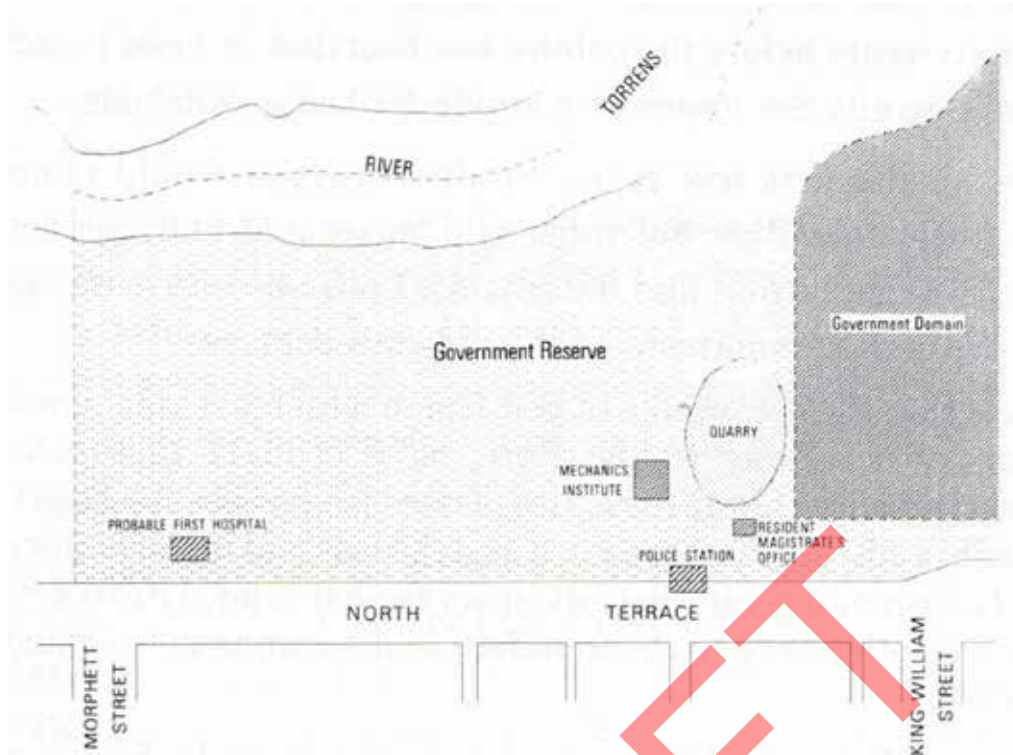 TORRENS
RIVER
Government Domain
Government Reserve
QUARRY
MECHANICS
INSTITUTE
PROBABLE FIRST HOSPITAL
RESIDENT
MAGISTRATE'S
OFFICE
POLICE STATION
NORTH TERRACE
MORPHETT
STREET
KING WILLIAM
STREET